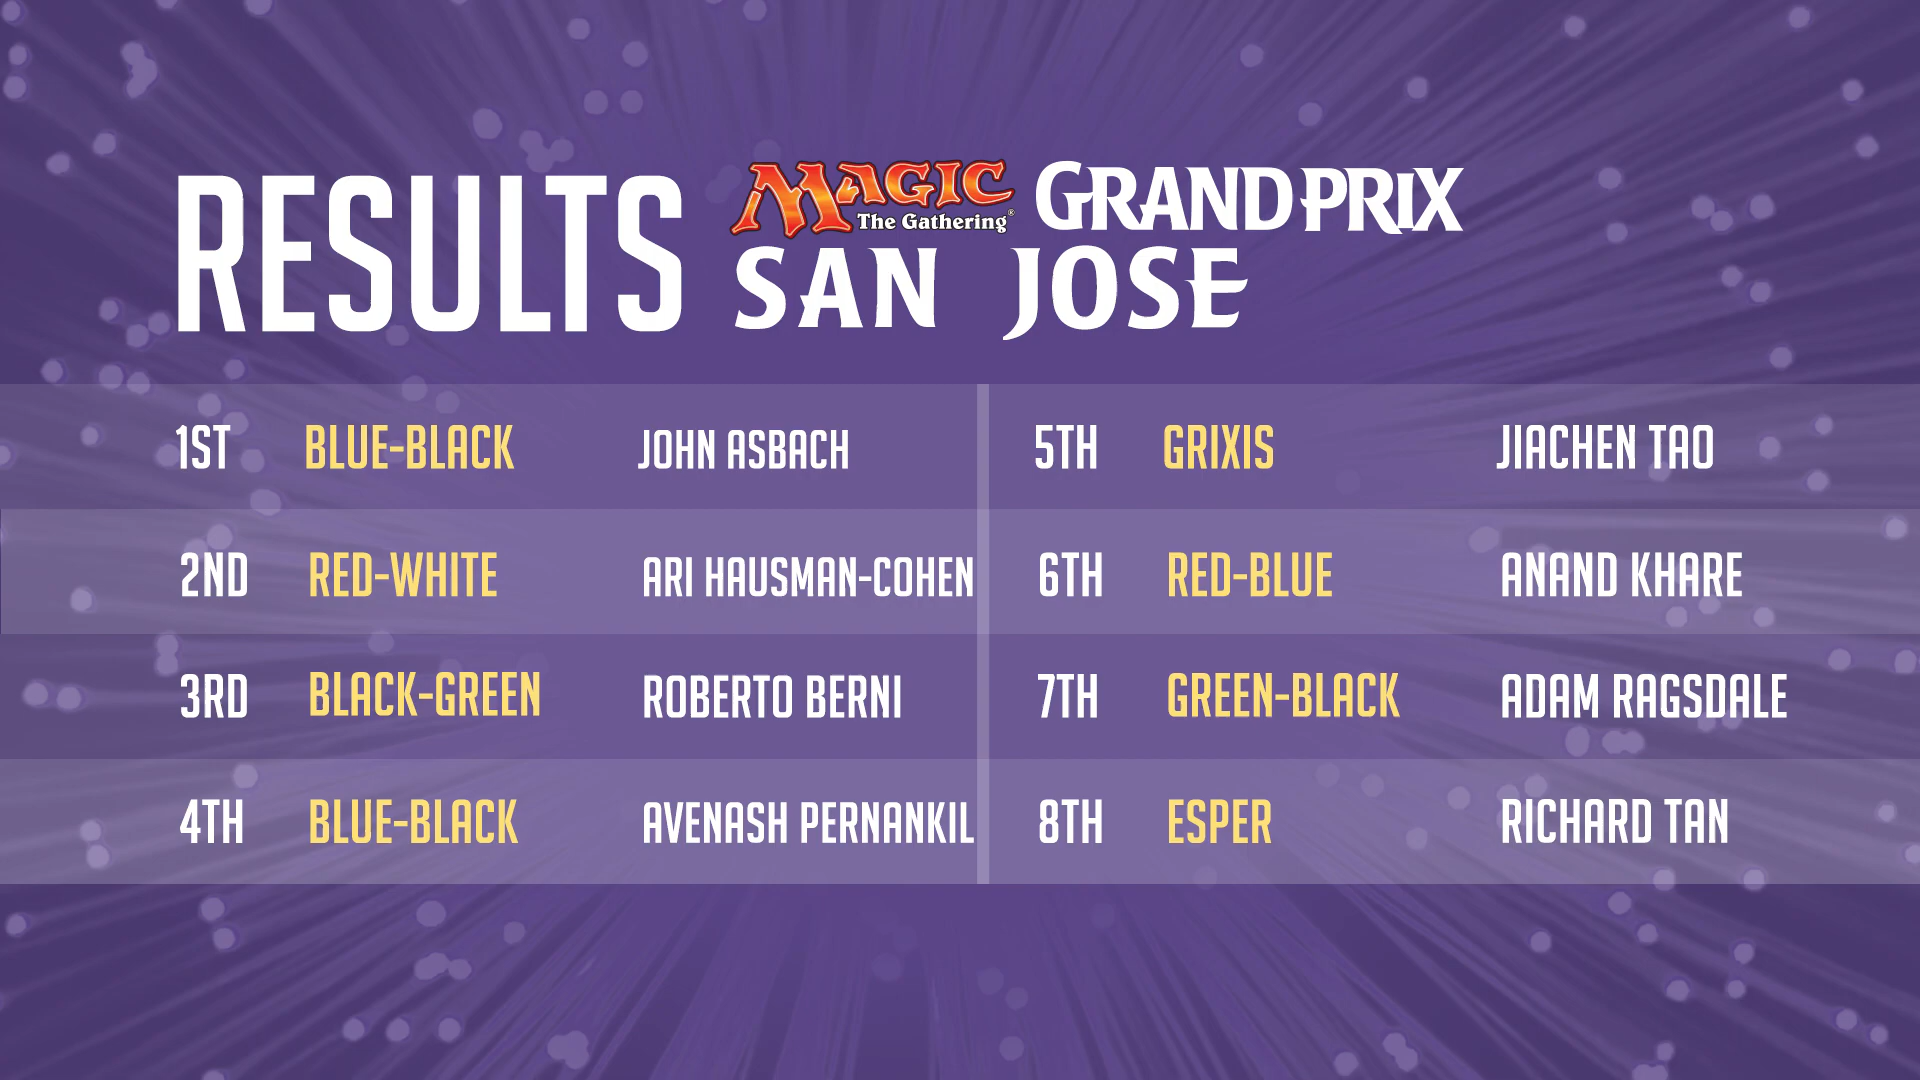 RESULTS
MAGIC The Gathering® GRAND PRIX
SAN JOSE
1ST BLUE-BLACK JOHN ASBACH
2ND RED-WHITE ARI HAUSMAN-COHEN
3RD BLACK-GREEN ROBERTO BERNI
4TH BLUE-BLACK AVENASH PERNANKIL
5TH GRIXIS JIACHEN TAO
6TH RED-BLUE ANAND KHARE
7TH GREEN-BLACK ADAM RAGSDALE
8TH ESPER RICHARD TAN